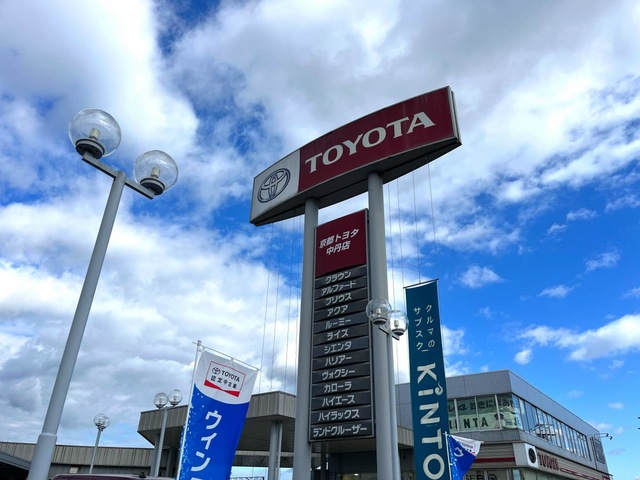 TOYOTA
京都トヨタ
中丹店
クラウン
アルファード
プリウス
アクア
ルーミー
ライズ
シエンタ
ハリアー
ヴォクシー
カローラ
ハイエース
ハイラックス
ランドクルーザー
クルマの
サブスク
KINTO
TOYOTA
認定中古車
ウィン
KINTA
TOYOTA